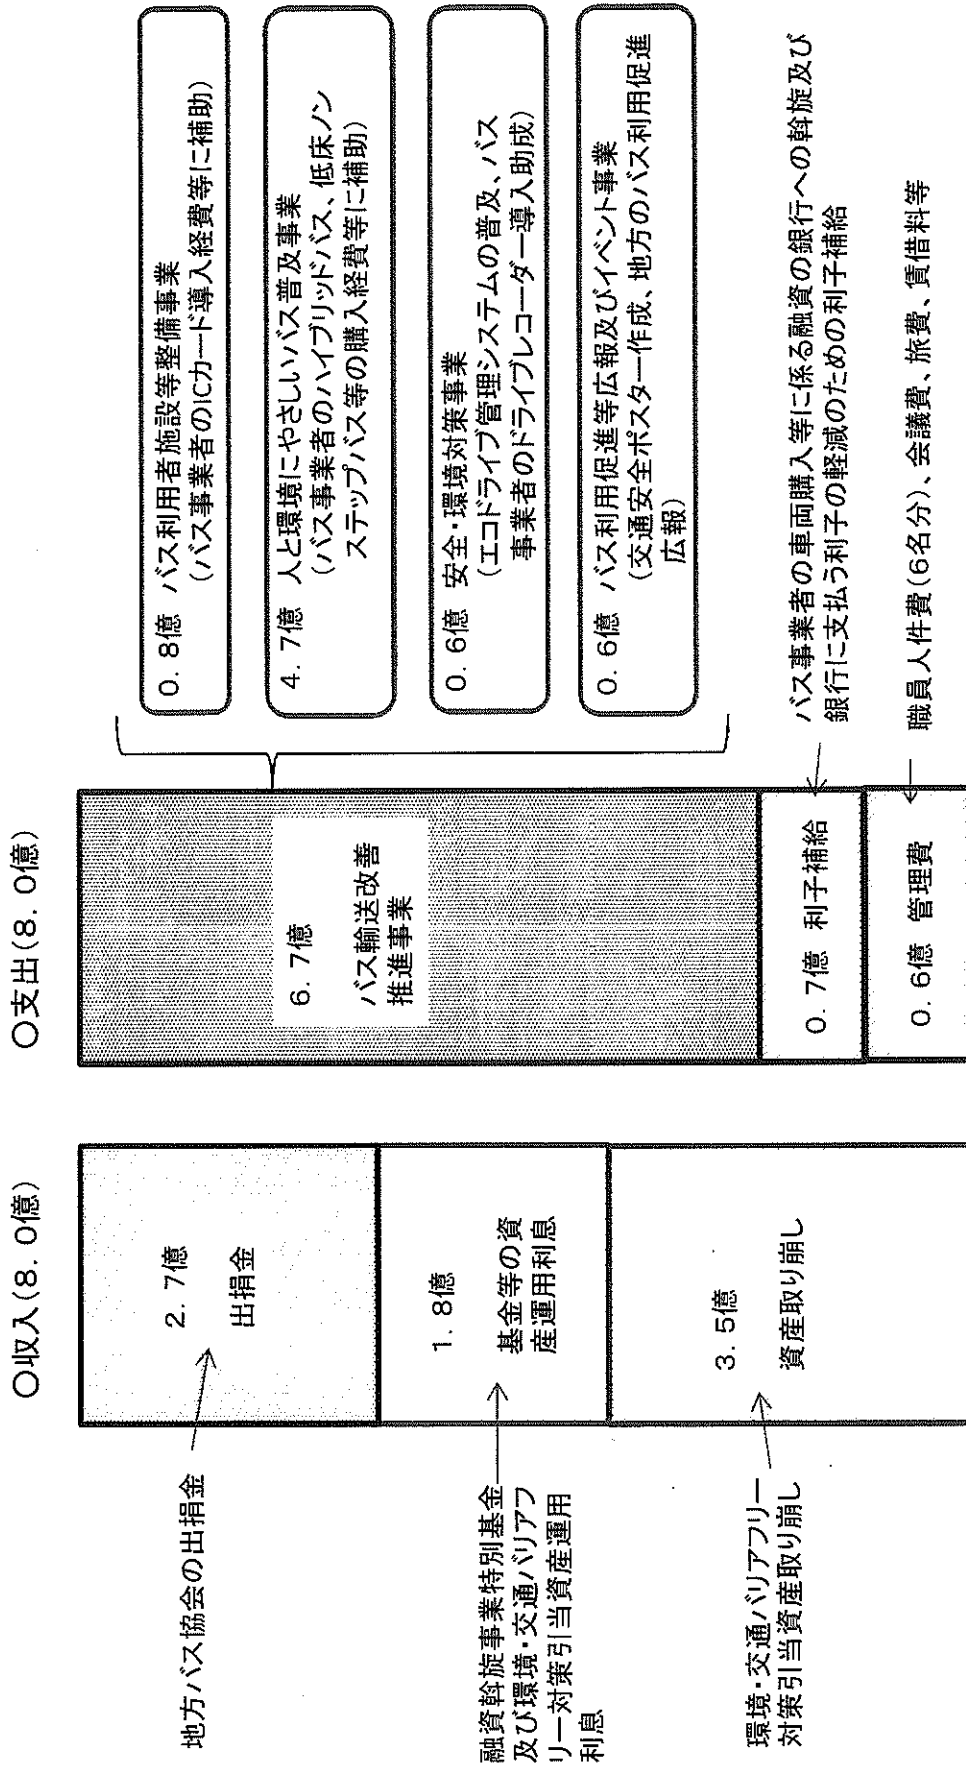 ○収入(8.0億)
地方バス協会の出捐金
2.7億
出捐金
融資斡旋事業特別基金
及び環境・交通バリアフ
リー対策引当資産運用
利息
1.8億
基金等の資
産運用利息
環境・交通バリアフリー
対策引当資産取り崩し
3.5億
資産取り崩し
○支出(8.0億)
6.7億
バス輸送改善
推進事業
0.7億 利子補給
0.6億 管理費
0.8億 バス利用者施設等整備事業
(バス事業者のICカード導入経費等に補助)
4.7億 人と環境にやさしいバス普及事業
(バス事業者のハイブリッドバス、低床ノン
ステップバス等の購入経費等に補助)
0.6億 安全・環境対策事業
(エコドライブ管理システムの普及、バス
事業者のドライブレコーダー導入助成)
0.6億 バス利用促進等広報及びイベント事業
(交通安全ポスター作成、地方のバス利用促進
広報)
バス事業者の車両購入等に係る融資の銀行への斡旋及び
銀行に支払う利子の軽減のための利子補給
職員人件費(6名分)、会議費、旅費、賃借料等